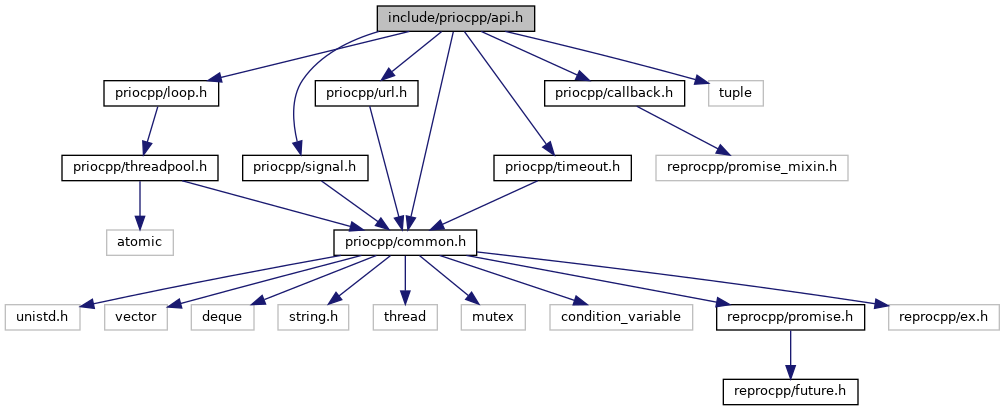 include/priocpp/api.h
priocpp/loop.h
priocpp/url.h
priocpp/callback.h
tuple
priocpp/threadpool.h
priocpp/signal.h
priocpp/timeout.h
reprocpp/promise_mixin.h
atomic
priocpp/common.h
unistd.h
vector
deque
string.h
thread
mutex
condition_variable
reprocpp/promise.h
reprocpp/ex.h
reprocpp/future.h